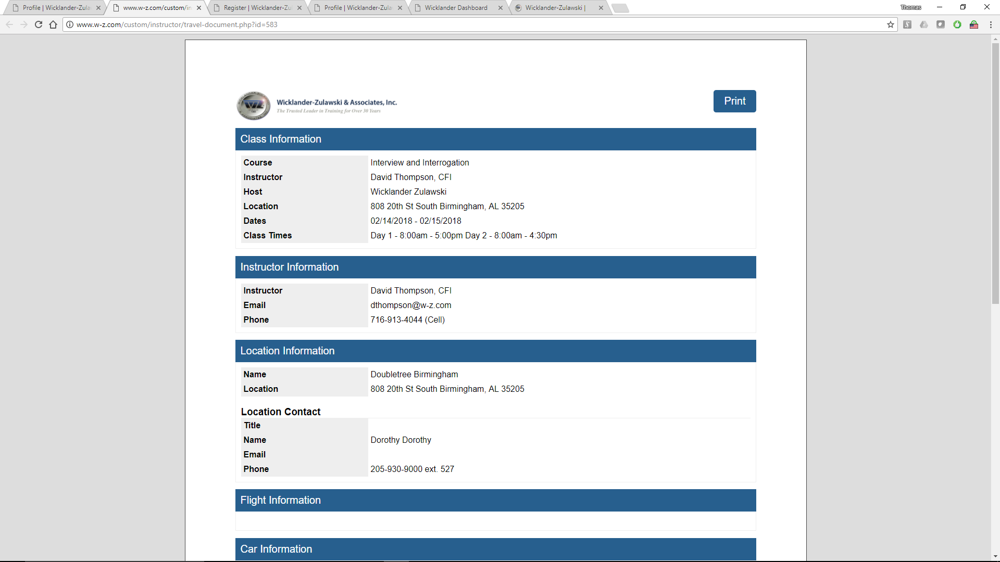 Profile | Wicklander-Zula
www.w-z.com/custom/in
Register | Wicklander-Zu
Profile | Wicklander-Zula
Wicklander Dashboard
Wicklander-Zulawski |
Thomas
www.w-z.com/custom/instructor/travel-document.php?id=583
Wicklander-Zulawski & Associates, Inc.
The Trusted Leader in Training for Over 30 Years
Print
Class Information
Course Interview and Interrogation
Instructor David Thompson, CFI
Host Wicklander Zulawski
Location 808 20th St South Birmingham, AL 35205
Dates 02/14/2018 - 02/15/2018
Class Times Day 1 - 8:00am - 5:00pm Day 2 - 8:00am - 4:30pm
Instructor Information
Instructor David Thompson, CFI
Email dthompson@w-z.com
Phone 716-913-4044 (Cell)
Location Information
Name Doubletree Birmingham
Location 808 20th St South Birmingham, AL 35205
Location Contact
Title
Name Dorothy Dorothy
Email
Phone 205-930-9000 ext. 527
Flight Information
Car Information